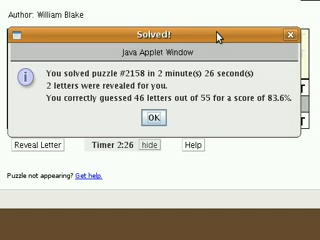 Author: William Blake
Solved!
Java Applet Window
You solved puzzle #2158 in 2 minute(s) 26 second(s)
2 letters were revealed for you.
You correctly guessed 46 letters out of 55 for a score of 83.6%.
OK
Reveal Letter Timer 2:26 hide Help
Puzzle not appearing? Get help.